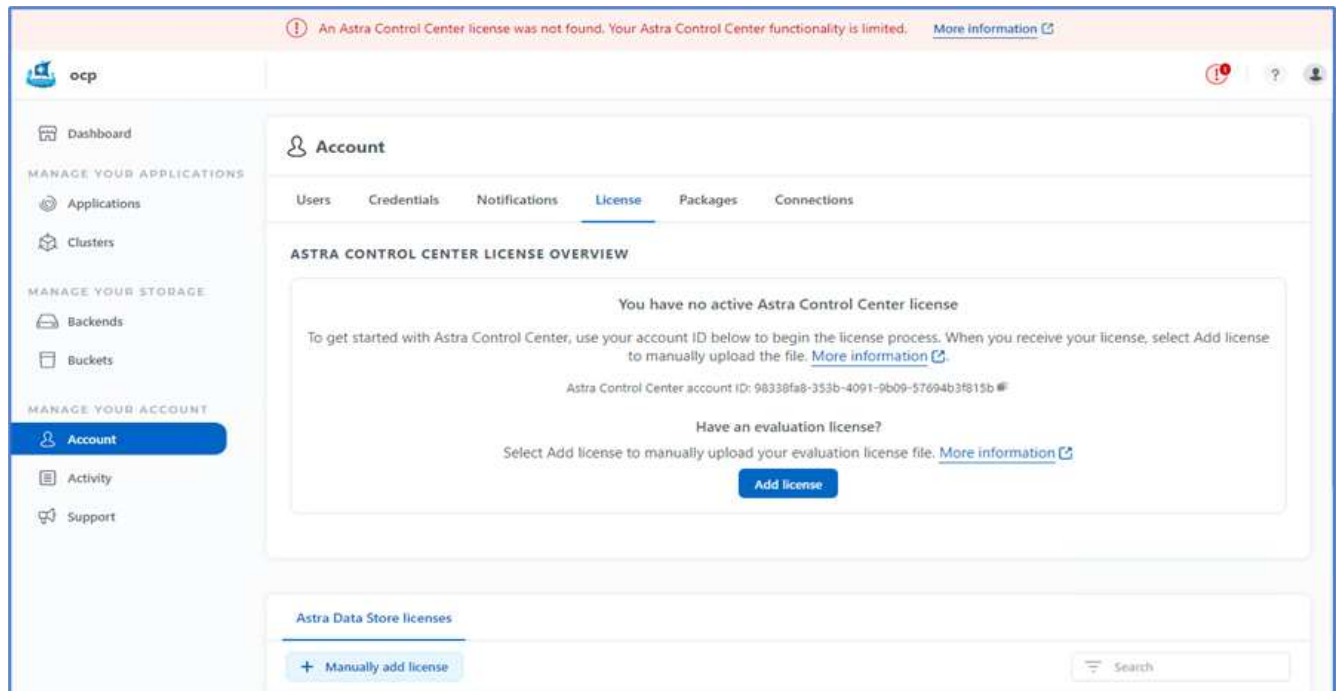 An Astra Control Center license was not found. Your Astra Control Center functionality is limited. More information
ocp
1
?
Dashboard
MANAGE YOUR APPLICATIONS
Applications
Clusters
MANAGE YOUR STORAGE
Backends
Buckets
MANAGE YOUR ACCOUNT
Account
Activity
Support
Account
Users Credentials Notifications License Packages Connections
ASTRA CONTROL CENTER LICENSE OVERVIEW
You have no active Astra Control Center license
To get started with Astra Control Center, use your account ID below to begin the license process. When you receive your license, select Add license
to manually upload the file. More information.
Astra Control Center account ID: 98338fa8-353b-4091-9b09-57694b3f815b
Have an evaluation license?
Select Add license to manually upload your evaluation license file. More information
Add license
Astra Data Store licenses
+ Manually add license
Search